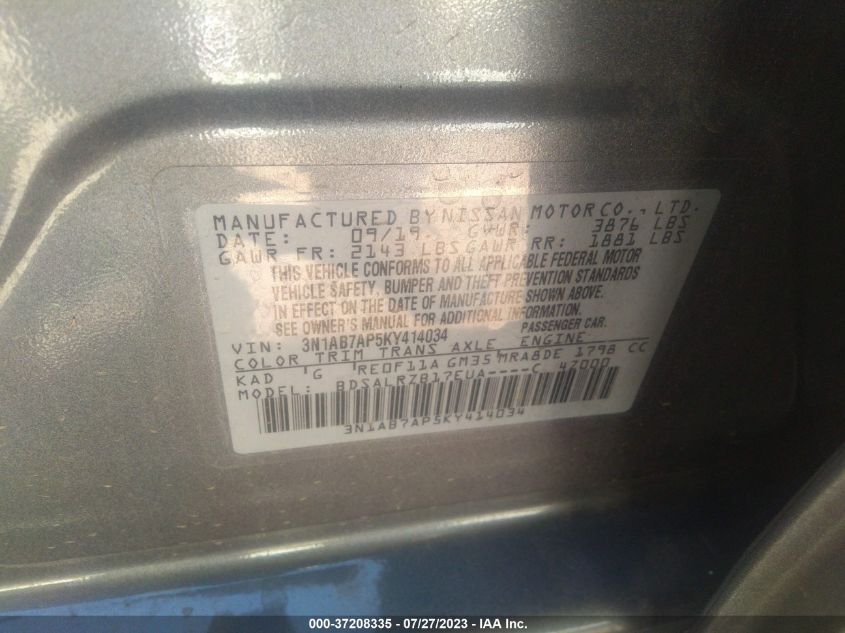 MANUFACTURED BY NISSAN MOTOR CO., LTD.
DATE: 09/19 GVWR: 3876 LBS
GAWR FR: 2143 LBS GAWR RR: 1881 LBS
THIS VEHICLE CONFORMS TO ALL APPLICABLE FEDERAL MOTOR
VEHICLE SAFETY, BUMPER AND THEFT PREVENTION STANDARDS
IN EFFECT ON THE DATE OF MANUFACTURE SHOWN ABOVE.
SEE OWNER'S MANUAL FOR ADDITIONAL INFORMATION.
VIN: 3N1AB7AP5KY414034 PASSENGER CAR.
COLOR TRIM TRANS AXLE ENGINE
KAD 'G 'RE0F11A GM35 MRA8DE 1798 CC
MODEL: BDSALRZB17EUA----C 42000
3N1AB7AP5KY414034
000-37208335 / 07/27/2023 - IAA Inc.